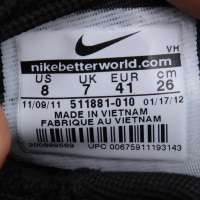 nikebetterworld.com
VH
US UK EUR cm
8 7 41 26
11/09/11 511881-010 01/17/12
MADE IN VIETNAM
FABRIQUE AU VIETNAM
UPC 00675911193143